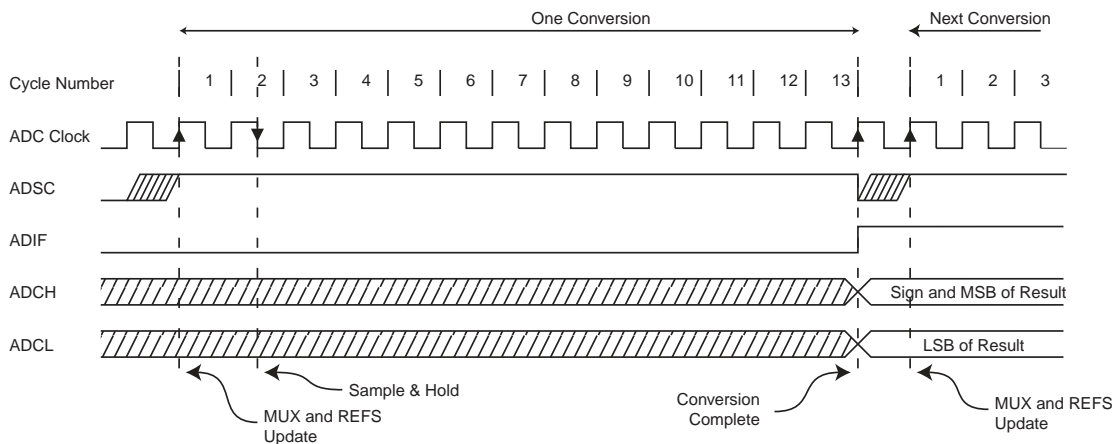 One Conversion
Next Conversion
Cycle Number
1 2 3 4 5 6 7 8 9 10 11 12 13 1 2 3
ADC Clock
ADSC
ADIF
ADCH
Sign and MSB of Result
ADCL
LSB of Result
MUX and REFS
Update
Sample & Hold
Conversion
Complete
MUX and REFS
Update